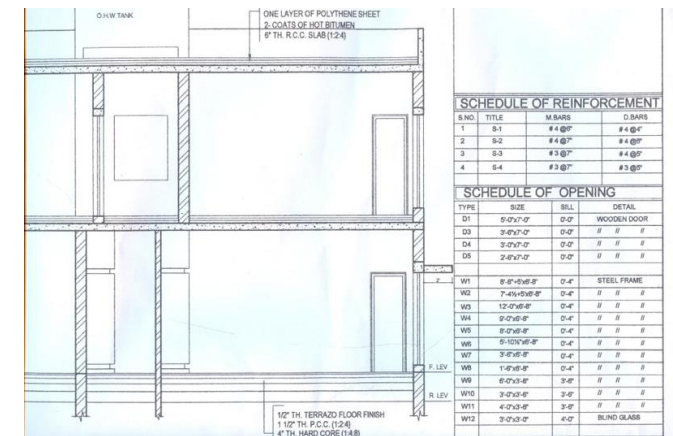 O.H.W TANK
ONE LAYER OF POLYTHENE SHEET
2- COATS OF HOT BITUMEN
6" TH. R.C.C. SLAB (1:2:4)
SCHEDULE OF REINFORCEMENT
S.NO. TITLE M.BARS D.BARS
1 S-1 # 4 @6" # 4 @4"
2 S-2 # 4 @7" # 4 @6"
3 S-3 # 3 @7" # 4 @5"
4 S-4 # 3 @7" # 3 @5"
SCHEDULE OF OPENING
TYPE SIZE SILL DETAIL
D1 5'-0"x7'-0" 0'-0" WOODEN DOOR
D3 3'-6"x7'-0" 0'-0" // // //
D4 3'-0"x7'-0" 0'-0" // // //
D5 2'-6"x7'-0" 0'-0" // // //
W1 8'-6"+5'x6'-8" 0'-4" STEEL FRAME
W2 7'-4½+5'x6'-8" 0'-4" // // //
W3 12'-0"x6'-8" 0'-4" // // //
W4 9'-0"x6'-8" 0'-4" // // //
W5 8'-0"x6'-8" 0'-4" // // //
W6 5'-10½"x6'-8" 0'-4" // // //
W7 3'-6"x6'-8" 0'-4" // // //
W8 1'-6"x6'-8" 0'-4" // // //
W9 6'-0"x3'-6" 3'-6" // // //
W10 3'-0"x3'-6" 3'-6" // // //
W11 4'-0"x3'-6" 3'-6" // // //
W12 3'-0"x3'-0" 4'-0" BLIND GLASS
2'
F. LEV
R. LEV
1/2" TH. TERRAZO FLOOR FINISH
1 1/2" TH. P.C.C. (1:2:4)
4" TH. HARD CORE (1:4:8)